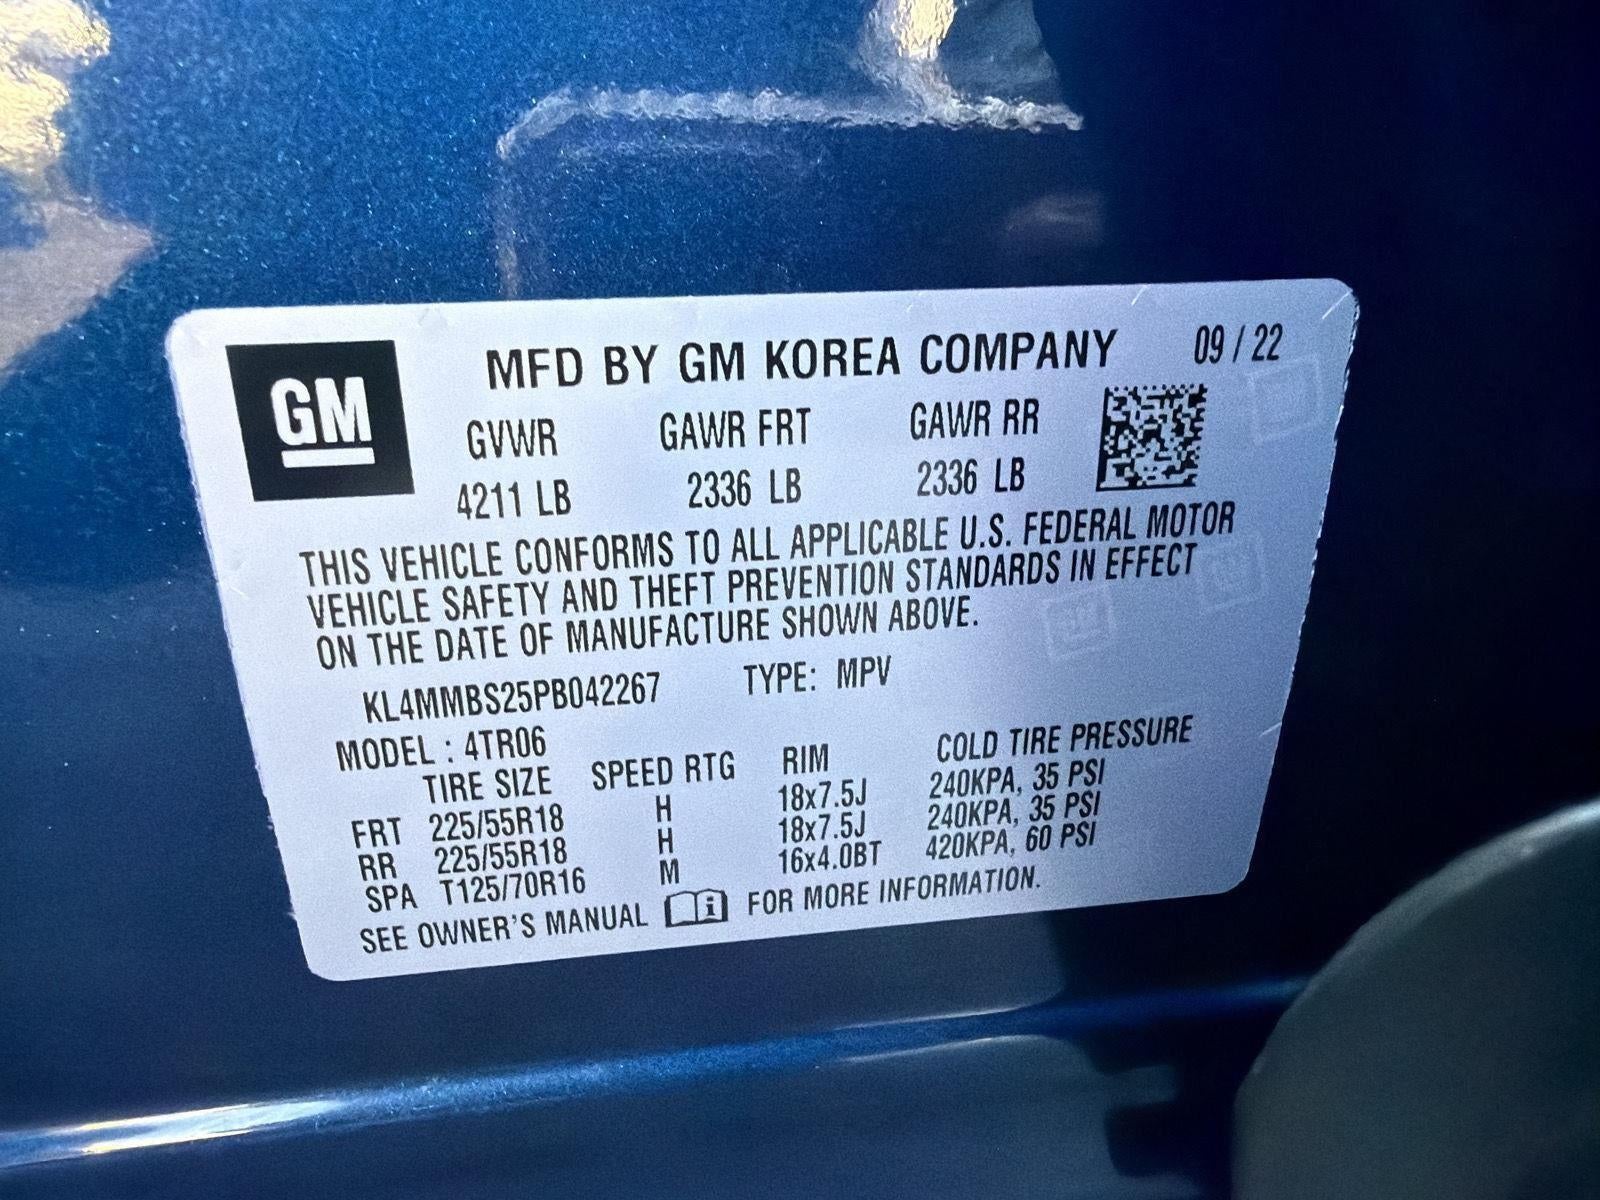 GM
MFD BY GM KOREA COMPANY 09 / 22
GVWR GAWR FRT GAWR RR
4211 LB 2336 LB 2336 LB
THIS VEHICLE CONFORMS TO ALL APPLICABLE U.S. FEDERAL MOTOR
VEHICLE SAFETY AND THEFT PREVENTION STANDARDS IN EFFECT
ON THE DATE OF MANUFACTURE SHOWN ABOVE.
KL4MMBS25PB042267 TYPE: MPV
MODEL : 4TR06
TIRE SIZE SPEED RTG RIM COLD TIRE PRESSURE
FRT 225/55R18 H 18x7.5J 240KPA, 35 PSI
RR 225/55R18 H 18x7.5J 240KPA, 35 PSI
SPA T125/70R16 M 16x4.0BT 420KPA, 60 PSI
SEE OWNER'S MANUAL i FOR MORE INFORMATION.